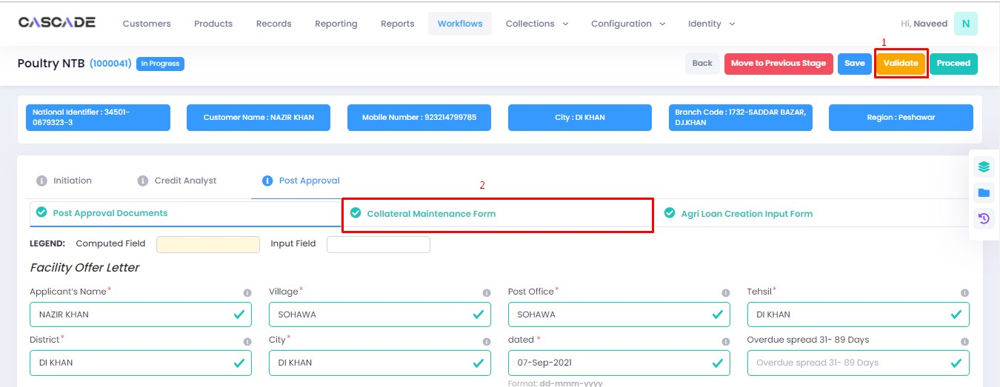 CASCADE Customers Products Records Reporting Reports Workflows Collections Configuration Identity Hi, Naveed N
1
Poultry NTB (1000041) In Progress Back Move to Previous Stage Save Validate Proceed
National Identifier : 34501-
0679323-3
Customer Name : NAZIR KHAN
Mobile Number : 923214799785
City : DI KHAN
Branch Code : 1732-SADDAR BAZAR,
D.I.KHAN
Region : Peshawar
Initiation Credit Analyst Post Approval
2
Post Approval Documents Collateral Maintenance Form Agri Loan Creation Input Form
LEGEND: Computed Field Input Field
Facility Offer Letter
Applicant's Name* Village* Post Office* Tehsil*
NAZIR KHAN SOHAWA SOHAWA DI KHAN
District* City* dated * Overdue spread 31- 89 Days
DI KHAN DI KHAN 07-Sep-2021 Overdue spread 31- 89 Days
Format: dd-mmm-yyyy